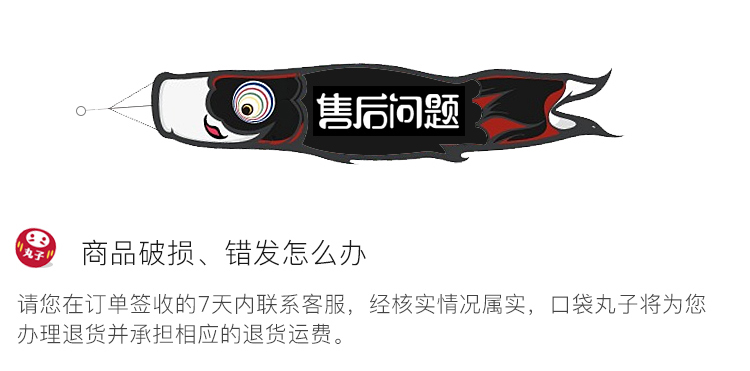 售后问题
丸子
商品破损、错发怎么办
请您在订单签收的7天内联系客服，经核实情况属实，口袋丸子将为您
办理退货并承担相应的退货运费。